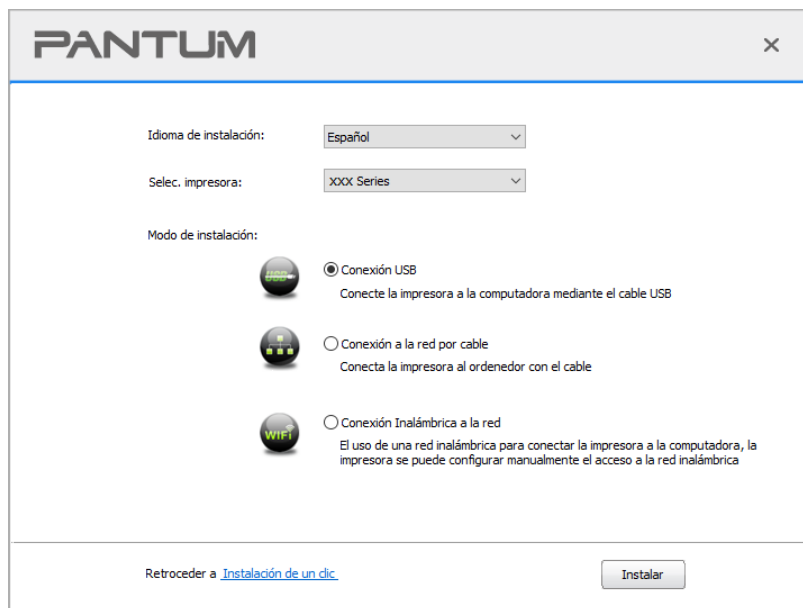 PANTUM
Idioma de instalación:
Español
Selec. impresora:
XXX Series
Modo de instalación:
USB
Conexión USB
Conecte la impresora a la computadora mediante el cable USB
Conexión a la red por cable
Conecta la impresora al ordenedor con el cable
WIFI
Conexión Inalámbrica a la red
El uso de una red inalámbrica para conectar la impresora a la computadora, la
impresora se puede configurar manualmente el acceso a la red inalámbrica
Retroceder a Instalación de un clic
Instalar